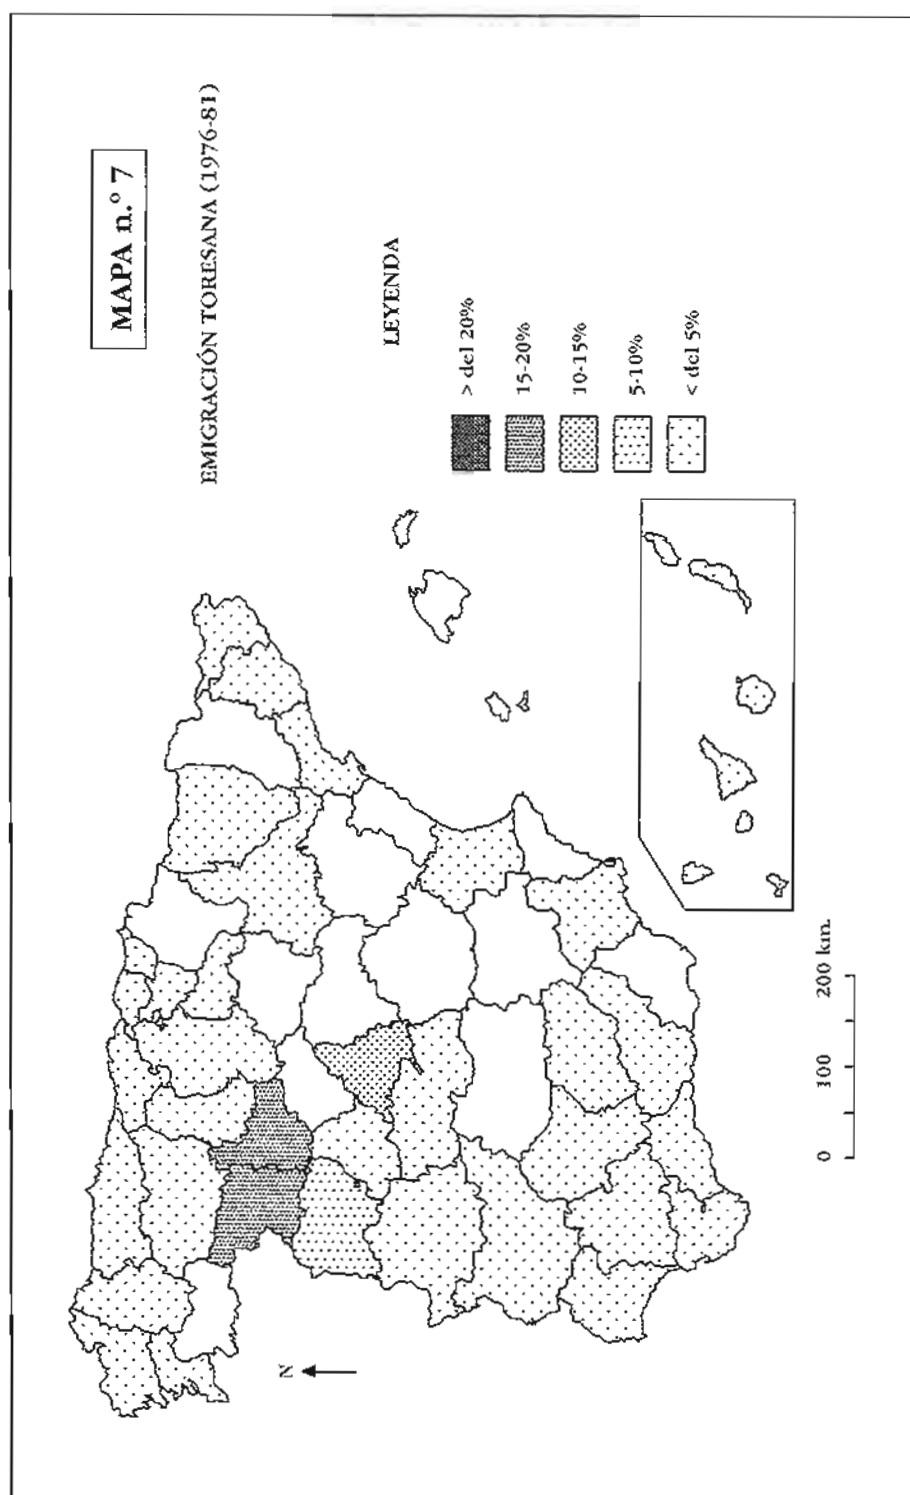 MAPA n.º 7
EMIGRACIÓN TORESANA (1976-81)
LEYENDA
> del 20%
15-20%
10-15%
5-10%
< del 5%
N
0 100 200 km.